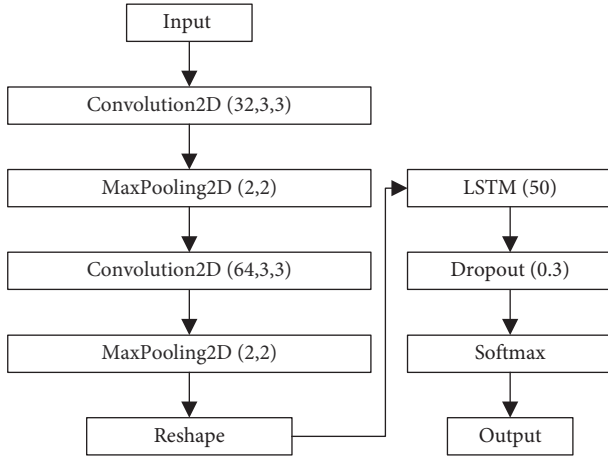 Input
Convolution2D (32,3,3)
MaxPooling2D (2,2)
Convolution2D (64,3,3)
MaxPooling2D (2,2)
Reshape
LSTM (50)
Dropout (0.3)
Softmax
Output